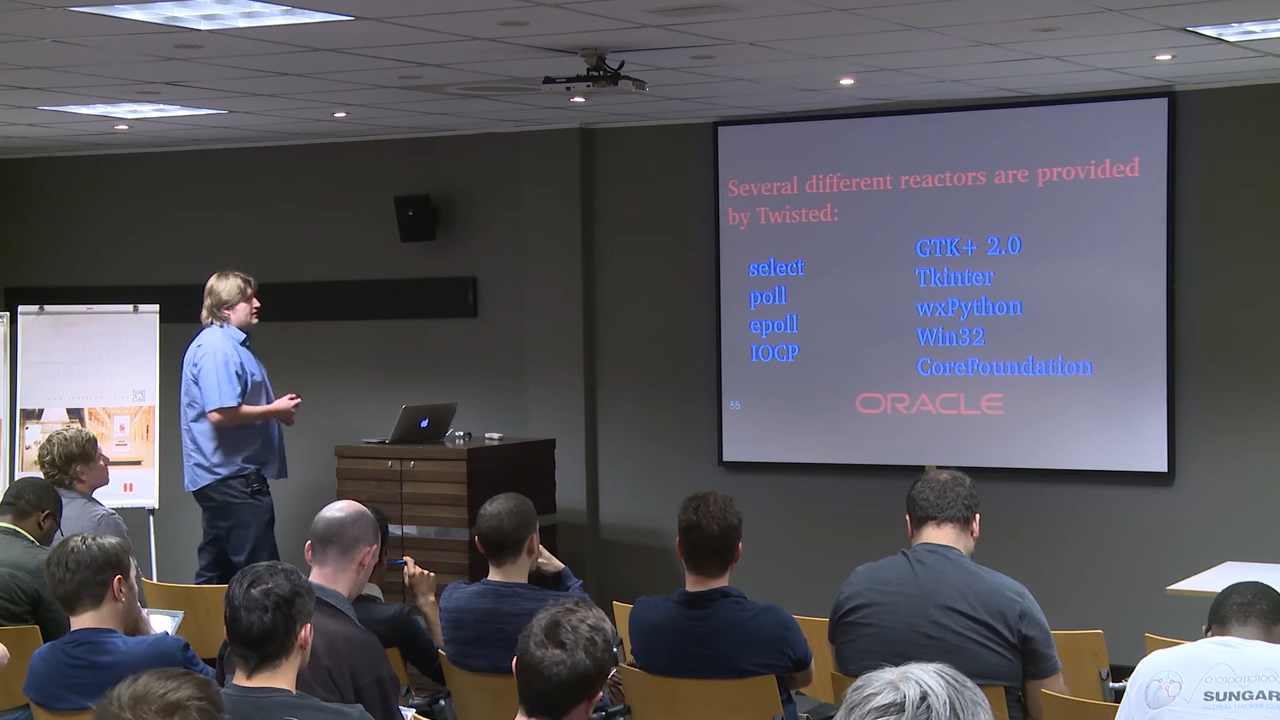 Several different reactors are provided
by Twisted:
select
poll
epoll
IOCP
GTK+ 2.0
Tkinter
wxPython
Win32
CoreFoundation
55
ORACLE
SUNGAR